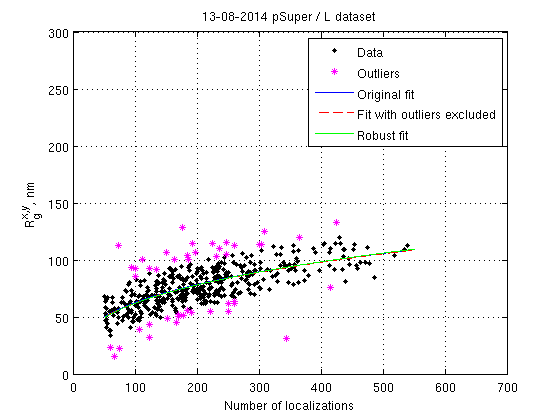 13-08-2014 pSuper / L dataset
Data
Outliers
Original fit
Fit with outliers excluded
Robust fit
300
250
200
150
100
50
0
R_g^{x,y}, nm
0 100 200 300 400 500 600 700
Number of localizations